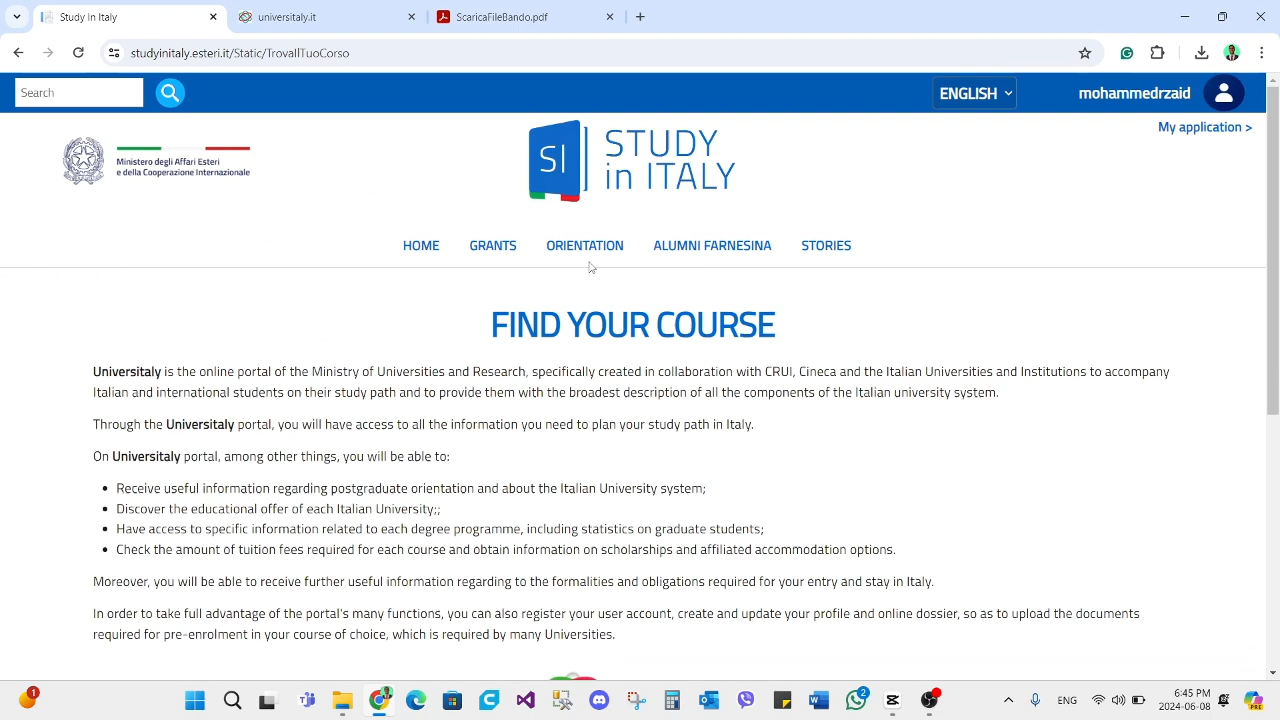 Study In Italy
universitaly.it
ScaricaFileBando.pdf
studyinitaly.esteri.it/Static/TrovaIlTuoCorso
Search
ENGLISH
mohammedrzaid
My application >
Ministero degli Affari Esteri
e della Cooperazione Internazionale
SI
STUDY
in ITALY
HOME
GRANTS
ORIENTATION
ALUMNI FARNESINA
STORIES
FIND YOUR COURSE
Universitaly is the online portal of the Ministry of Universities and Research, specifically created in collaboration with CRUI, Cineca and the Italian Universities and Institutions to accompany
Italian and international students on their study path and to provide them with the broadest description of all the components of the Italian university system.
Through the Universitaly portal, you will have access to all the information you need to plan your study path in Italy.
On Universitaly portal, among other things, you will be able to:
Receive useful information regarding postgraduate orientation and about the Italian University system;
Discover the educational offer of each Italian University;;
Have access to specific information related to each degree programme, including statistics on graduate students;
Check the amount of tuition fees required for each course and obtain information on scholarships and affiliated accommodation options.
Moreover, you will be able to receive further useful information regarding to the formalities and obligations required for your entry and stay in Italy.
In order to take full advantage of the portal's many functions, you can also register your user account, create and update your profile and online dossier, so as to upload the documents
required for pre-enrolment in your course of choice, which is required by many Universities.
1
2
ENG
6:45 PM
2024-06-08
PRE